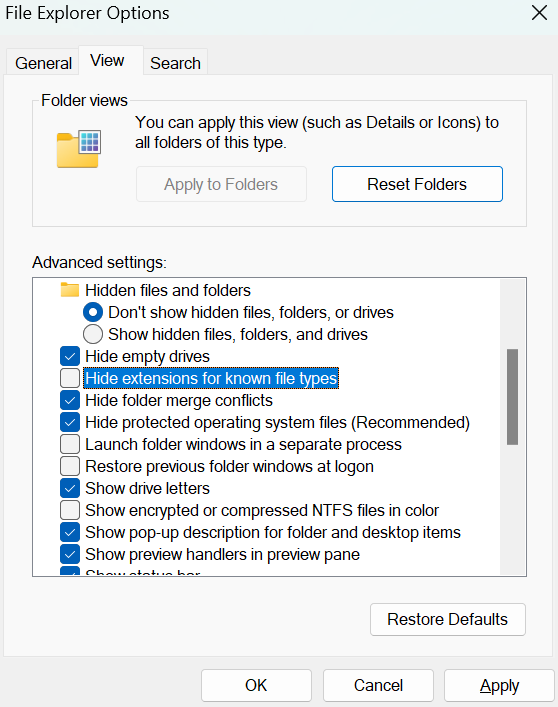 File Explorer Options
General
View
Search
Folder views
You can apply this view (such as Details or Icons) to
all folders of this type.
Apply to Folders
Reset Folders
Advanced settings:
Hidden files and folders
Don't show hidden files, folders, or drives
Show hidden files, folders, and drives
Hide empty drives
Hide extensions for known file types
Hide folder merge conflicts
Hide protected operating system files (Recommended)
Launch folder windows in a separate process
Restore previous folder windows at logon
Show drive letters
Show encrypted or compressed NTFS files in color
Show pop-up description for folder and desktop items
Show preview handlers in preview pane
Show status bar
Restore Defaults
OK
Cancel
Apply